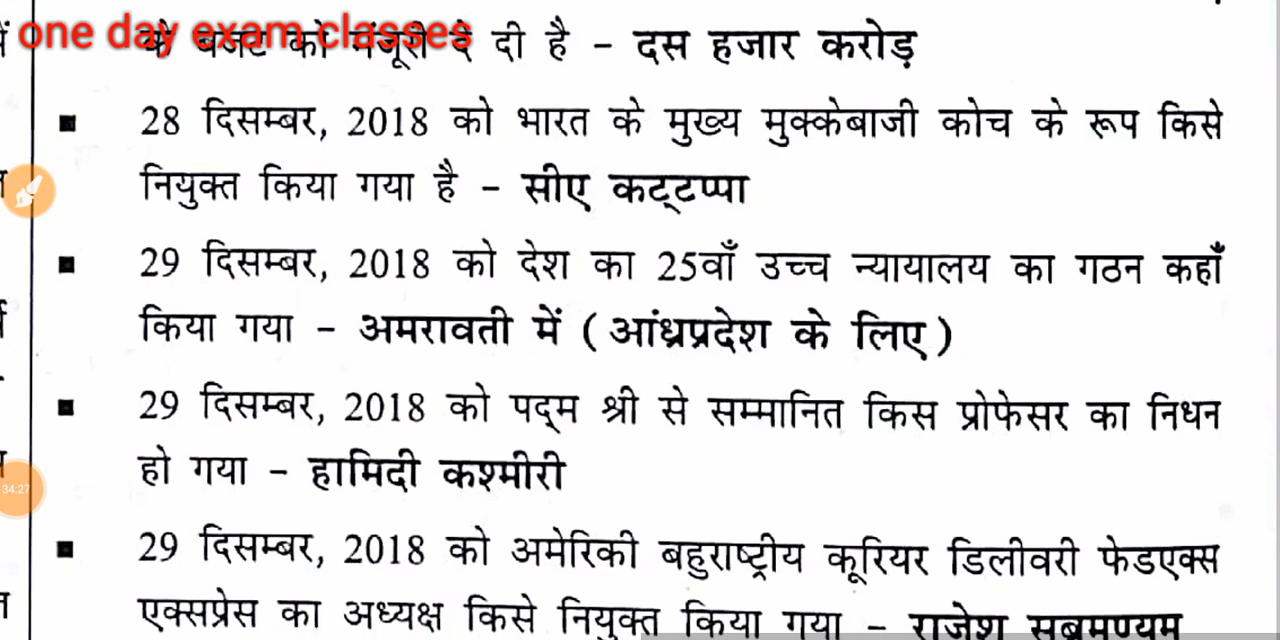 one day exam classes
दी है – दस हजार करोड़
▪ 28 दिसम्बर, 2018 को भारत के मुख्य मुक्केबाजी कोच के रूप किसे
नियुक्त किया गया है – सीए कट्टप्पा
▪ 29 दिसम्बर, 2018 को देश का 25वाँ उच्च न्यायालय का गठन कहाँ
किया गया – अमरावती में ( आंध्रप्रदेश के लिए )
▪ 29 दिसम्बर, 2018 को पद्म श्री से सम्मानित किस प्रोफेसर का निधन
हो गया – हामिदी कश्मीरी
34:27
▪ 29 दिसम्बर, 2018 को अमेरिकी बहुराष्ट्रीय कूरियर डिलीवरी फेडएक्स
एक्सप्रेस का अध्यक्ष किसे नियुक्त किया गया – राजेश सुब्रमण्यम